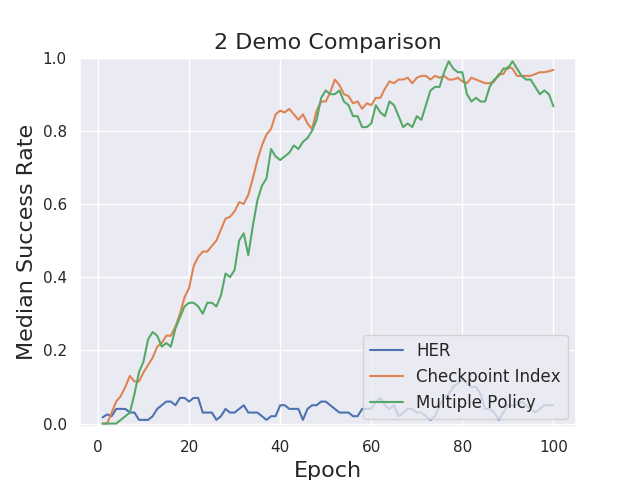 2 Demo Comparison
1.0
0.8
0.6
0.4
0.2
0.0
Median Success Rate
HER
Checkpoint Index
Multiple Policy
0 20 40 60 80 100
Epoch